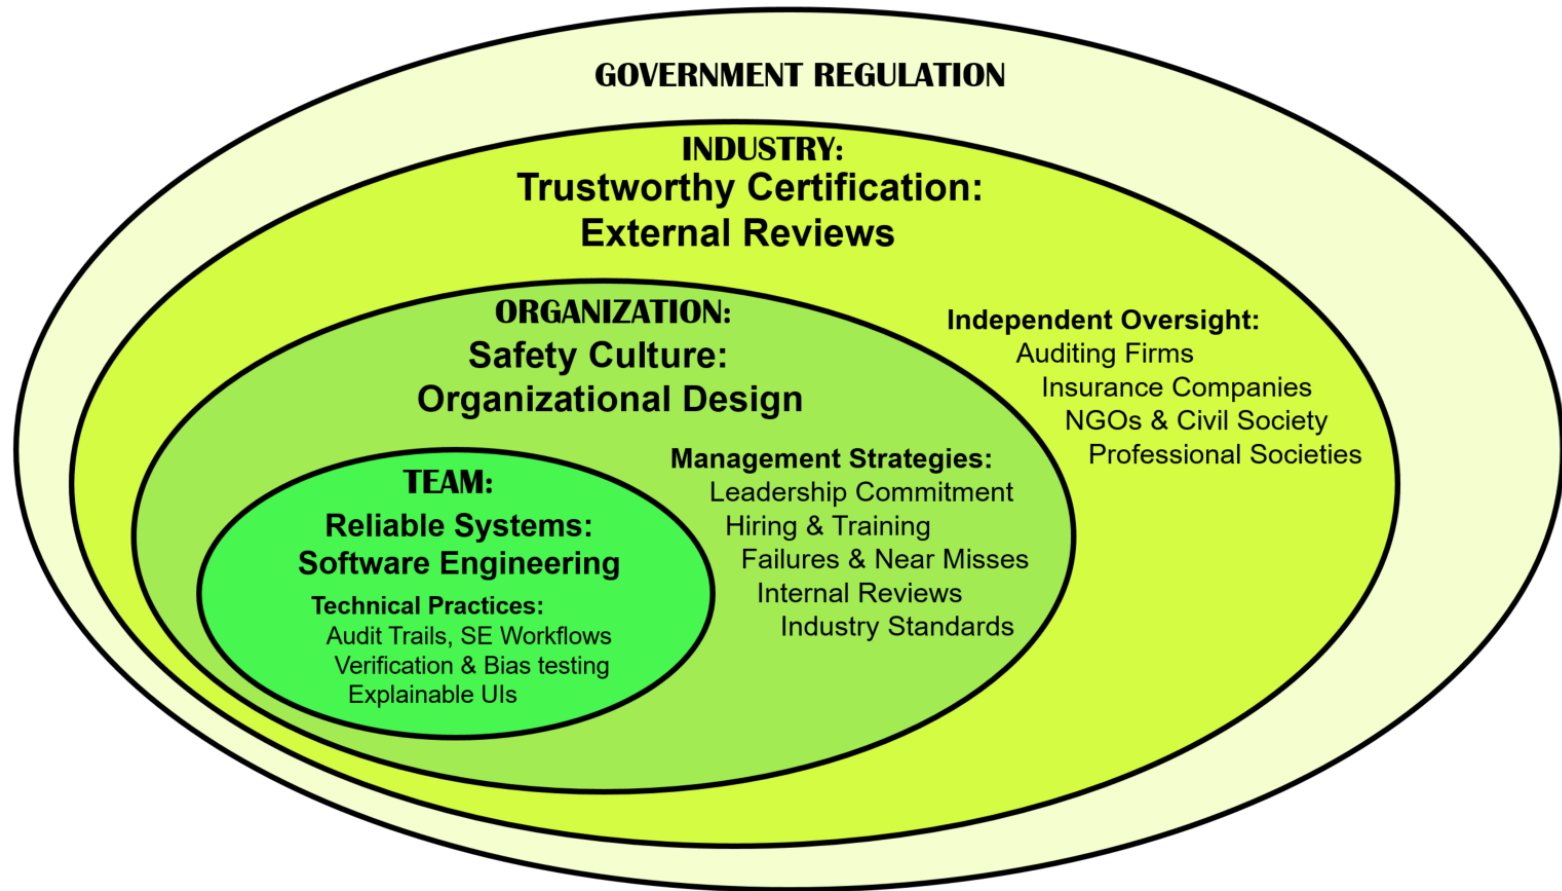 GOVERNMENT REGULATION
INDUSTRY:
Trustworthy Certification:
External Reviews
Independent Oversight:
Auditing Firms
Insurance Companies
NGOs & Civil Society
Professional Societies
ORGANIZATION:
Safety Culture:
Organizational Design
Management Strategies:
Leadership Commitment
Hiring & Training
Failures & Near Misses
Internal Reviews
Industry Standards
TEAM:
Reliable Systems:
Software Engineering
Technical Practices:
Audit Trails, SE Workflows
Verification & Bias testing
Explainable UIs